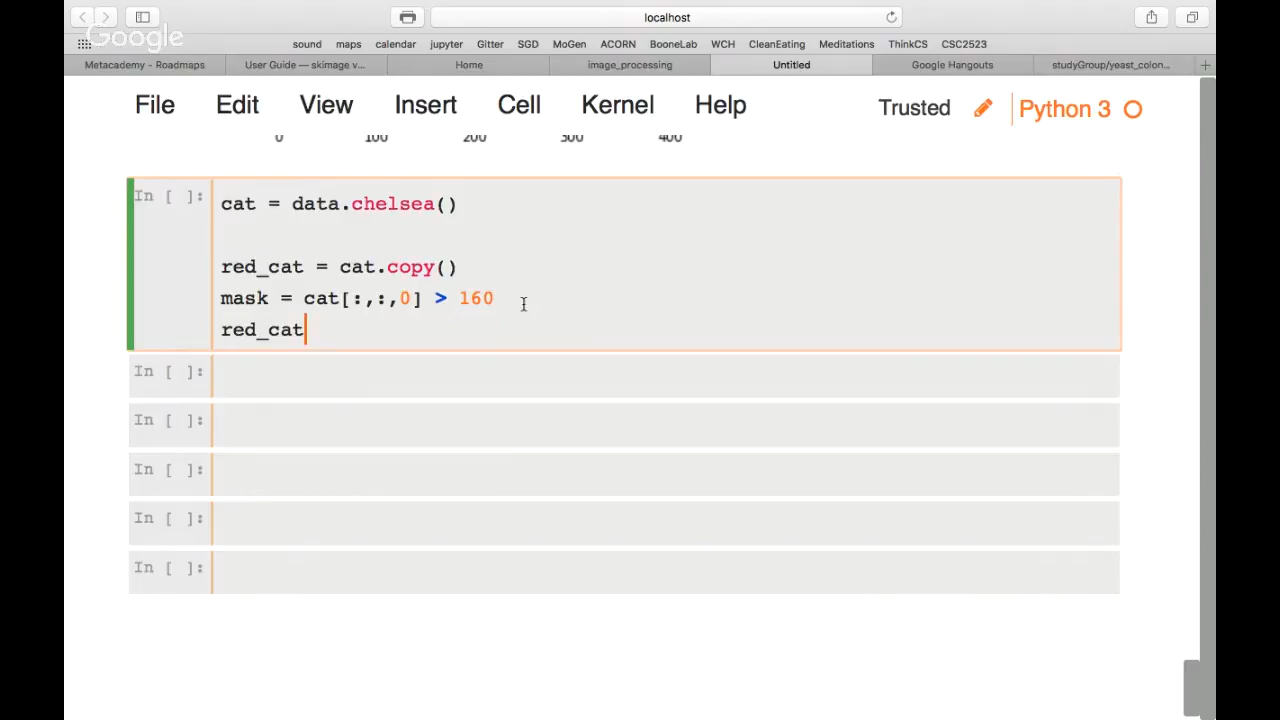 localhost
Google
sound maps calendar jupyter Gitter SGD MoGen ACORN BooneLab WCH CleanEating Meditations ThinkCS CSC2523
Metacademy - Roadmaps User Guide — skimage v... Home image_processing Untitled Google Hangouts studyGroup/yeast_colon...
File Edit View Insert Cell Kernel Help Trusted Python 3
0 100 200 300 400
In [ ]: cat = data.chelsea()
red_cat = cat.copy()
mask = cat[:,:,0] > 160
red_cat
In [ ]:
In [ ]:
In [ ]:
In [ ]:
In [ ]: